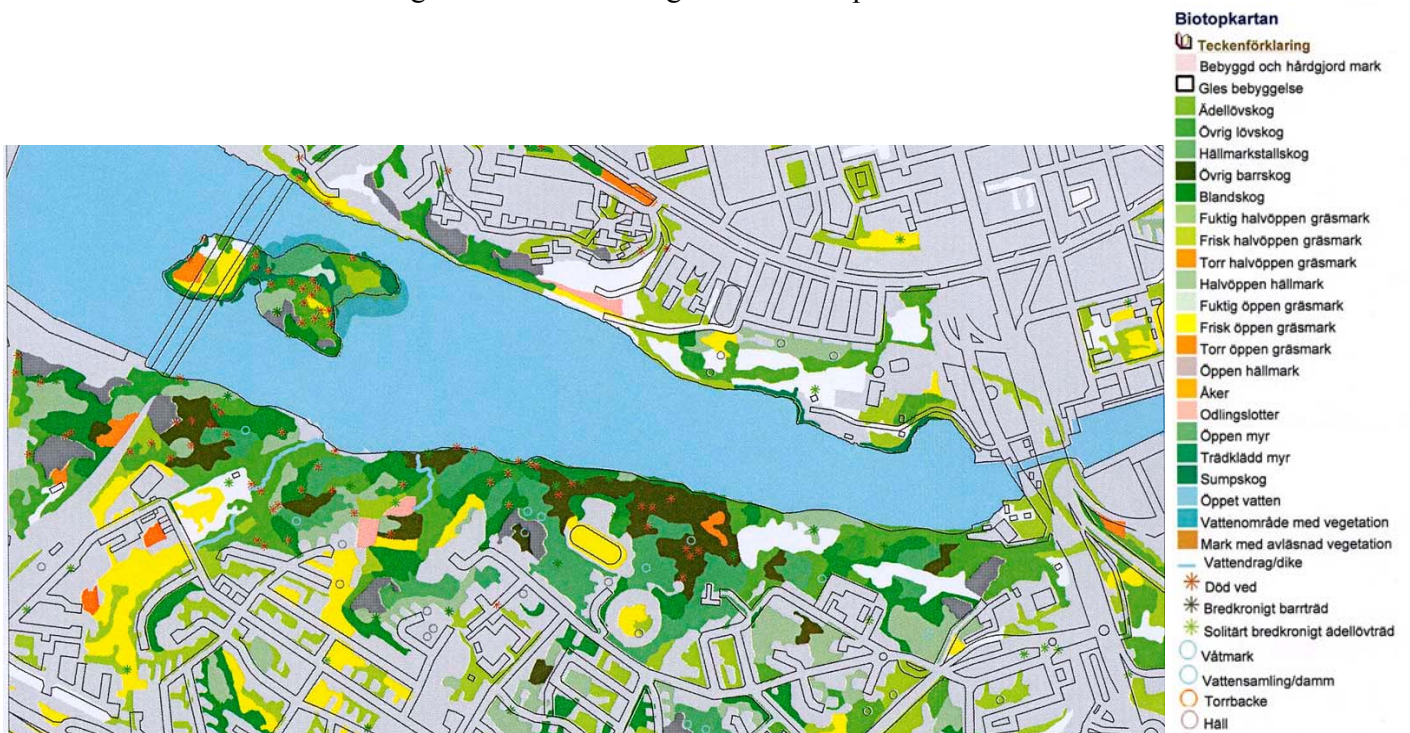 Biotopkartan
Teckenförklaring
Bebyggd och hårdgjord mark
Gles bebyggelse
Ädellövskog
Övrig lövskog
Hällmarkstallskog
Övrig barrskog
Blandskog
Fuktig halvöppen gräsmark
Frisk halvöppen gräsmark
Torr halvöppen gräsmark
Halvöppen hällmark
Fuktig öppen gräsmark
Frisk öppen gräsmark
Torr öppen gräsmark
Öppen hällmark
Åker
Odlingslotter
Öppen myr
Trädklädd myr
Sumpskog
Öppet vatten
Vattenområde med vegetation
Mark med avläsnad vegetation
Vattendrag/dike
Död ved
Bredkronigt barrträd
Solitärt bredkronigt ädellövträd
Våtmark
Vattensamling/damm
Torrbacke
Häll